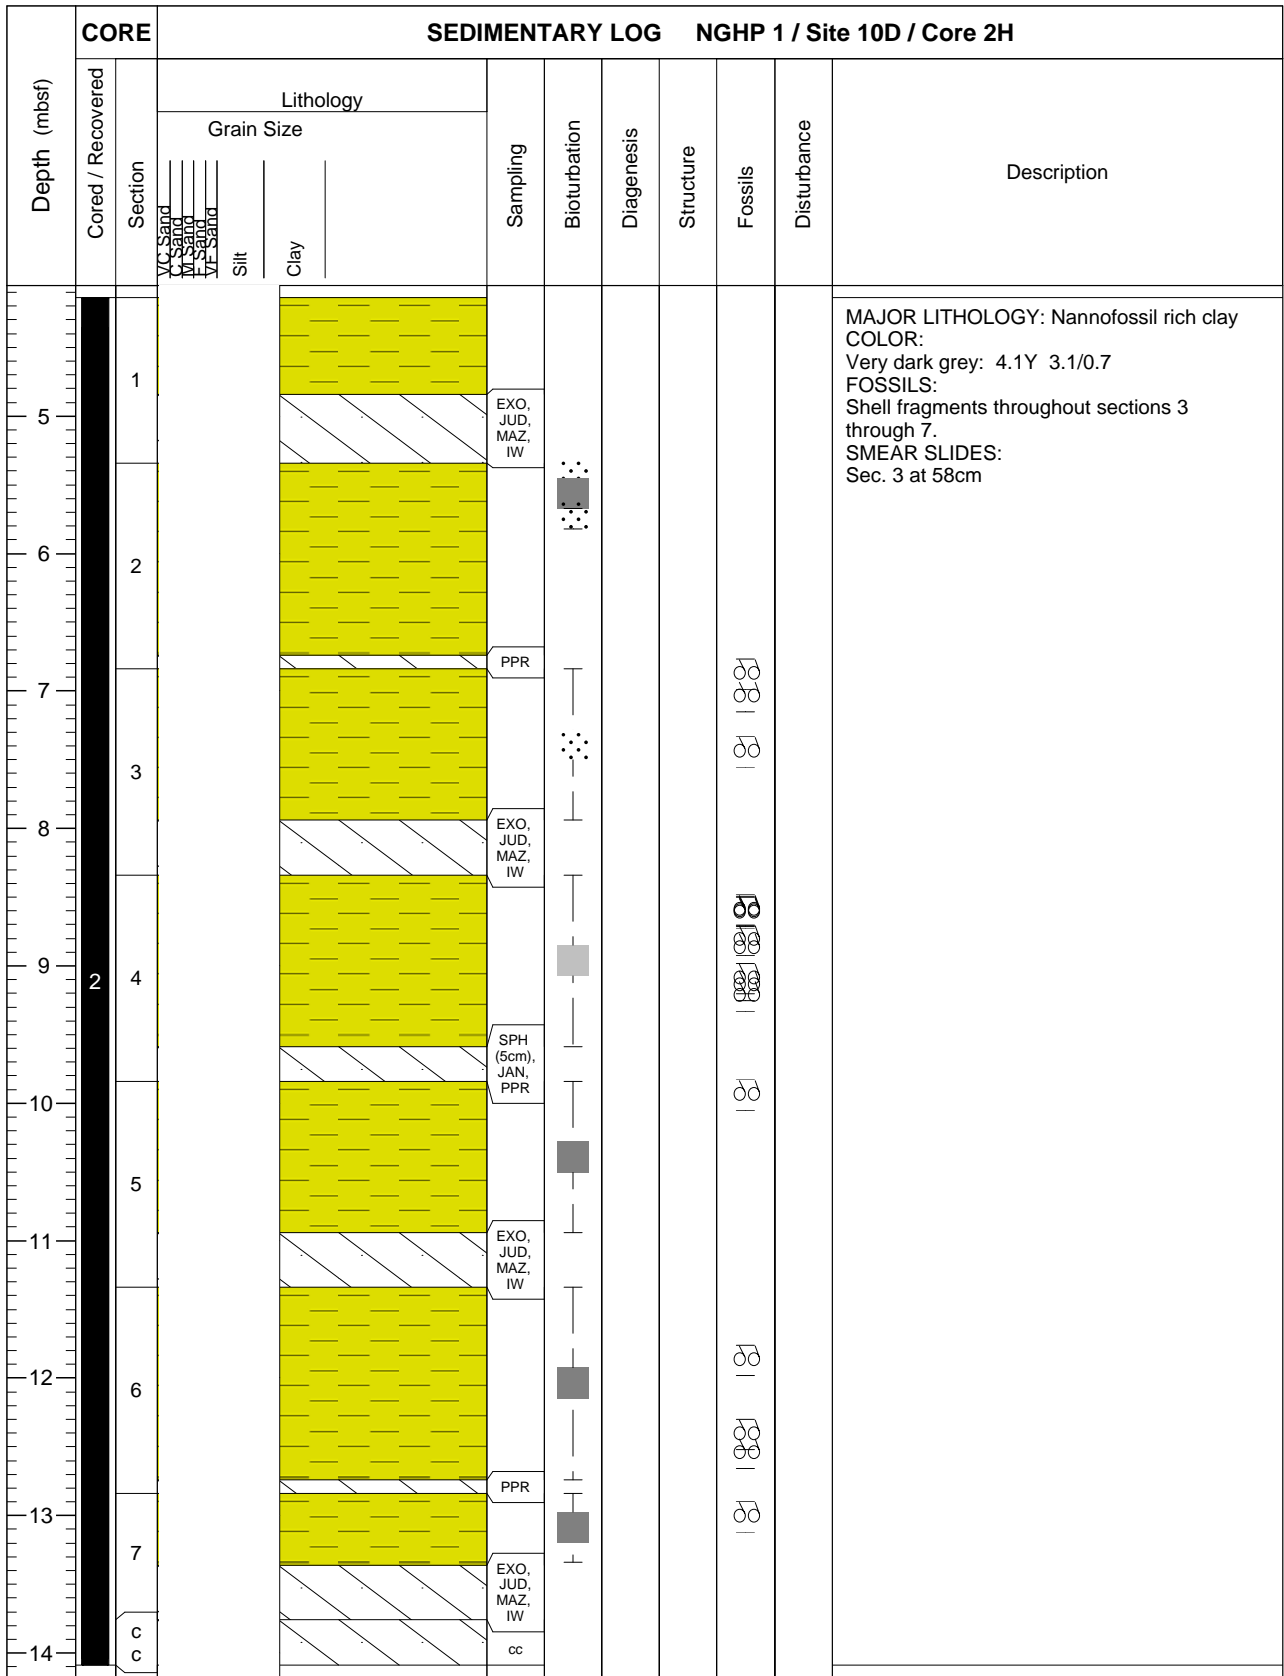 CORE
SEDIMENTARY LOG NGHP 1 / Site 10D / Core 2H
Depth (mbsf)
Cored / Recovered
Section
Lithology
Grain Size
VC Sand
C Sand
M Sand
F Sand
VF Sand
Silt
Clay
Sampling
Bioturbation
Diagenesis
Structure
Fossils
Disturbance
Description
MAJOR LITHOLOGY: Nannofossil rich clay
COLOR:
Very dark grey: 4.1Y 3.1/0.7
FOSSILS:
Shell fragments throughout sections 3
through 7.
SMEAR SLIDES:
Sec. 3 at 58cm
1
5
EXO,
JUD,
MAZ,
IW
6
2
PPR
7
3
8
EXO,
JUD,
MAZ,
IW
9
2
4
SPH
(5cm),
JAN,
PPR
10
5
11
EXO,
JUD,
MAZ,
IW
12
6
PPR
13
7
EXO,
JUD,
MAZ,
IW
c
c
cc
14